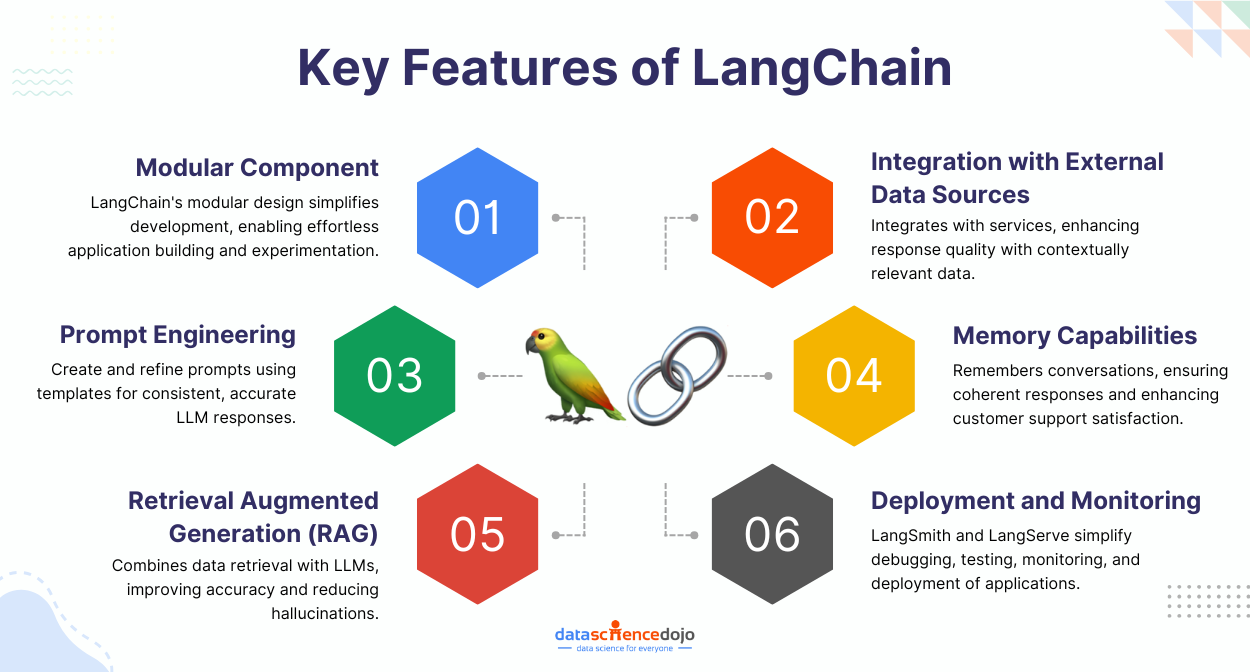 Key Features of LangChain
01
Modular Component
LangChain's modular design simplifies
development, enabling effortless
application building and experimentation.
02
Integration with External
Data Sources
Integrates with services, enhancing
response quality with contextually
relevant data.
03
Prompt Engineering
Create and refine prompts using
templates for consistent, accurate
LLM responses.
04
Memory Capabilities
Remembers conversations, ensuring
coherent responses and enhancing
customer support satisfaction.
05
Retrieval Augmented
Generation (RAG)
Combines data retrieval with LLMs,
improving accuracy and reducing
hallucinations.
06
Deployment and Monitoring
LangSmith and LangServe simplify
debugging, testing, monitoring, and
deployment of applications.
datasciencedojo
data science for everyone